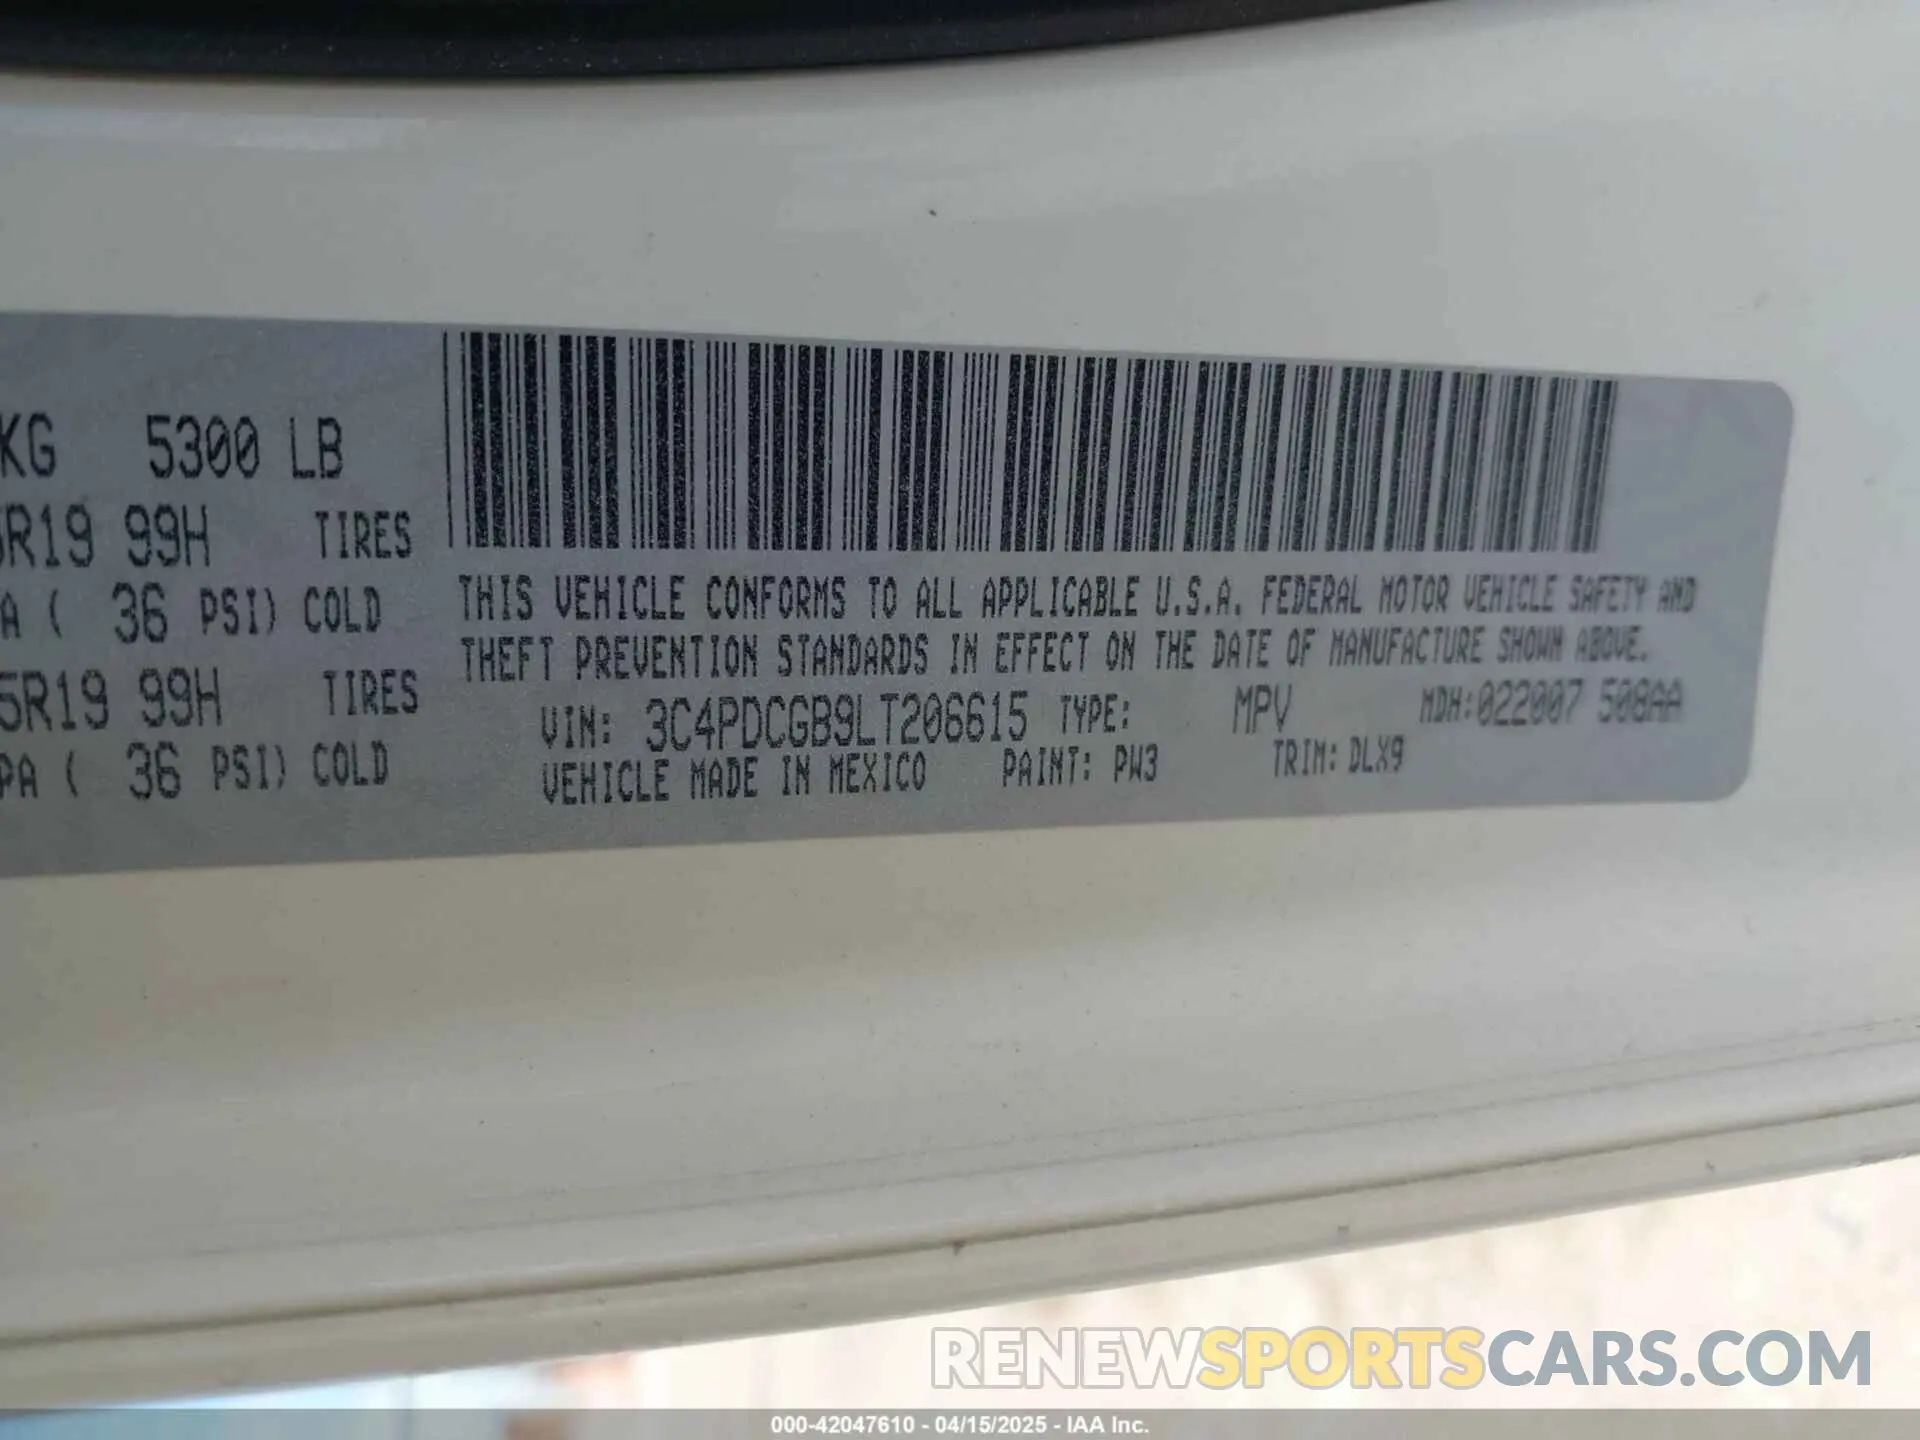 KG 5300 LB
5R19 99H TIRES
A ( 36 PSI) COLD
5R19 99H TIRES
PA ( 36 PSI) COLD
THIS VEHICLE CONFORMS TO ALL APPLICABLE U.S.A. FEDERAL MOTOR VEHICLE SAFETY AND
THEFT PREVENTION STANDARDS IN EFFECT ON THE DATE OF MANUFACTURE SHOWN ABOVE.
VIN: 3C4PDCGB9LT206615 TYPE: MPV MDH:022007 508AA
VEHICLE MADE IN MEXICO PAINT: PW3 TRIM: DLX9
RENEWSPORTSCARS.COM
000-42047610 - 04/15/2025 - IAA Inc.